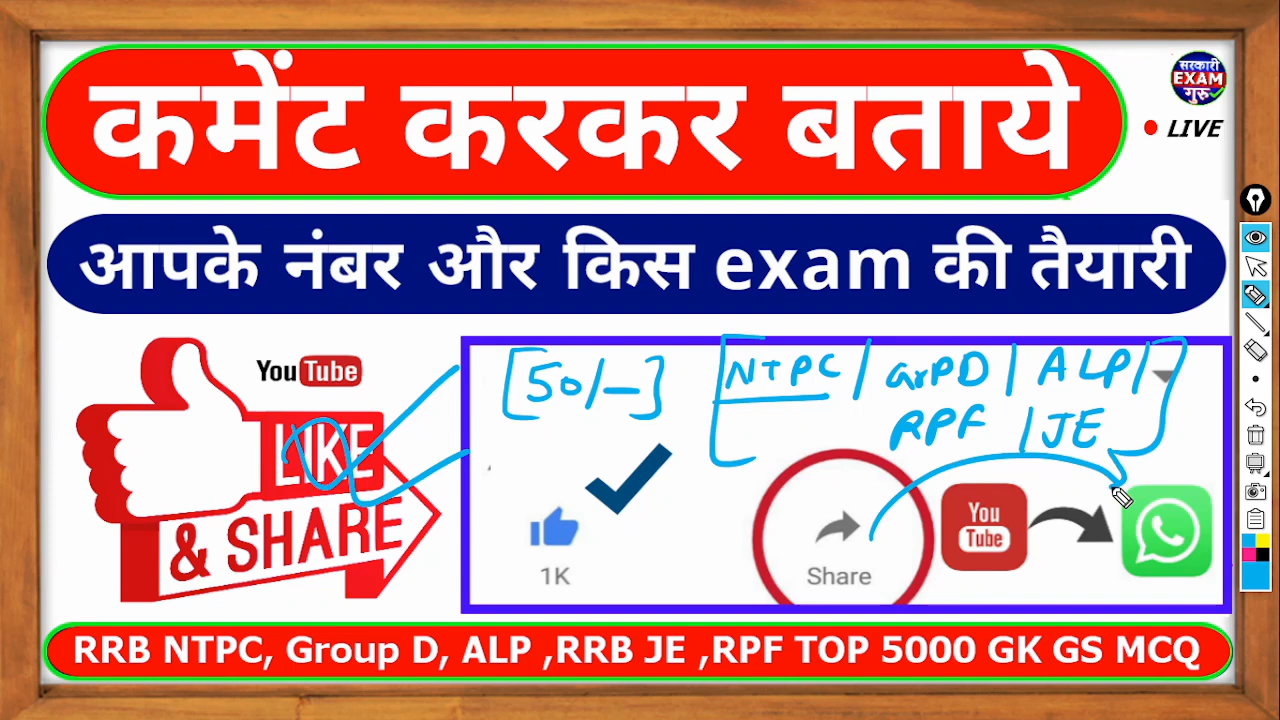 कमेंट करकर बताये
सरकारी
EXAM
गुरु
LIVE
आपके नंबर और किस exam की तैयारी
YouTube
LIKE
& SHARE
[50/-]
[NTPC | GrPD | ALP |
RPF | JE]
1K
Share
You
Tube
RRB NTPC, Group D, ALP ,RRB JE ,RPF TOP 5000 GK GS MCQ